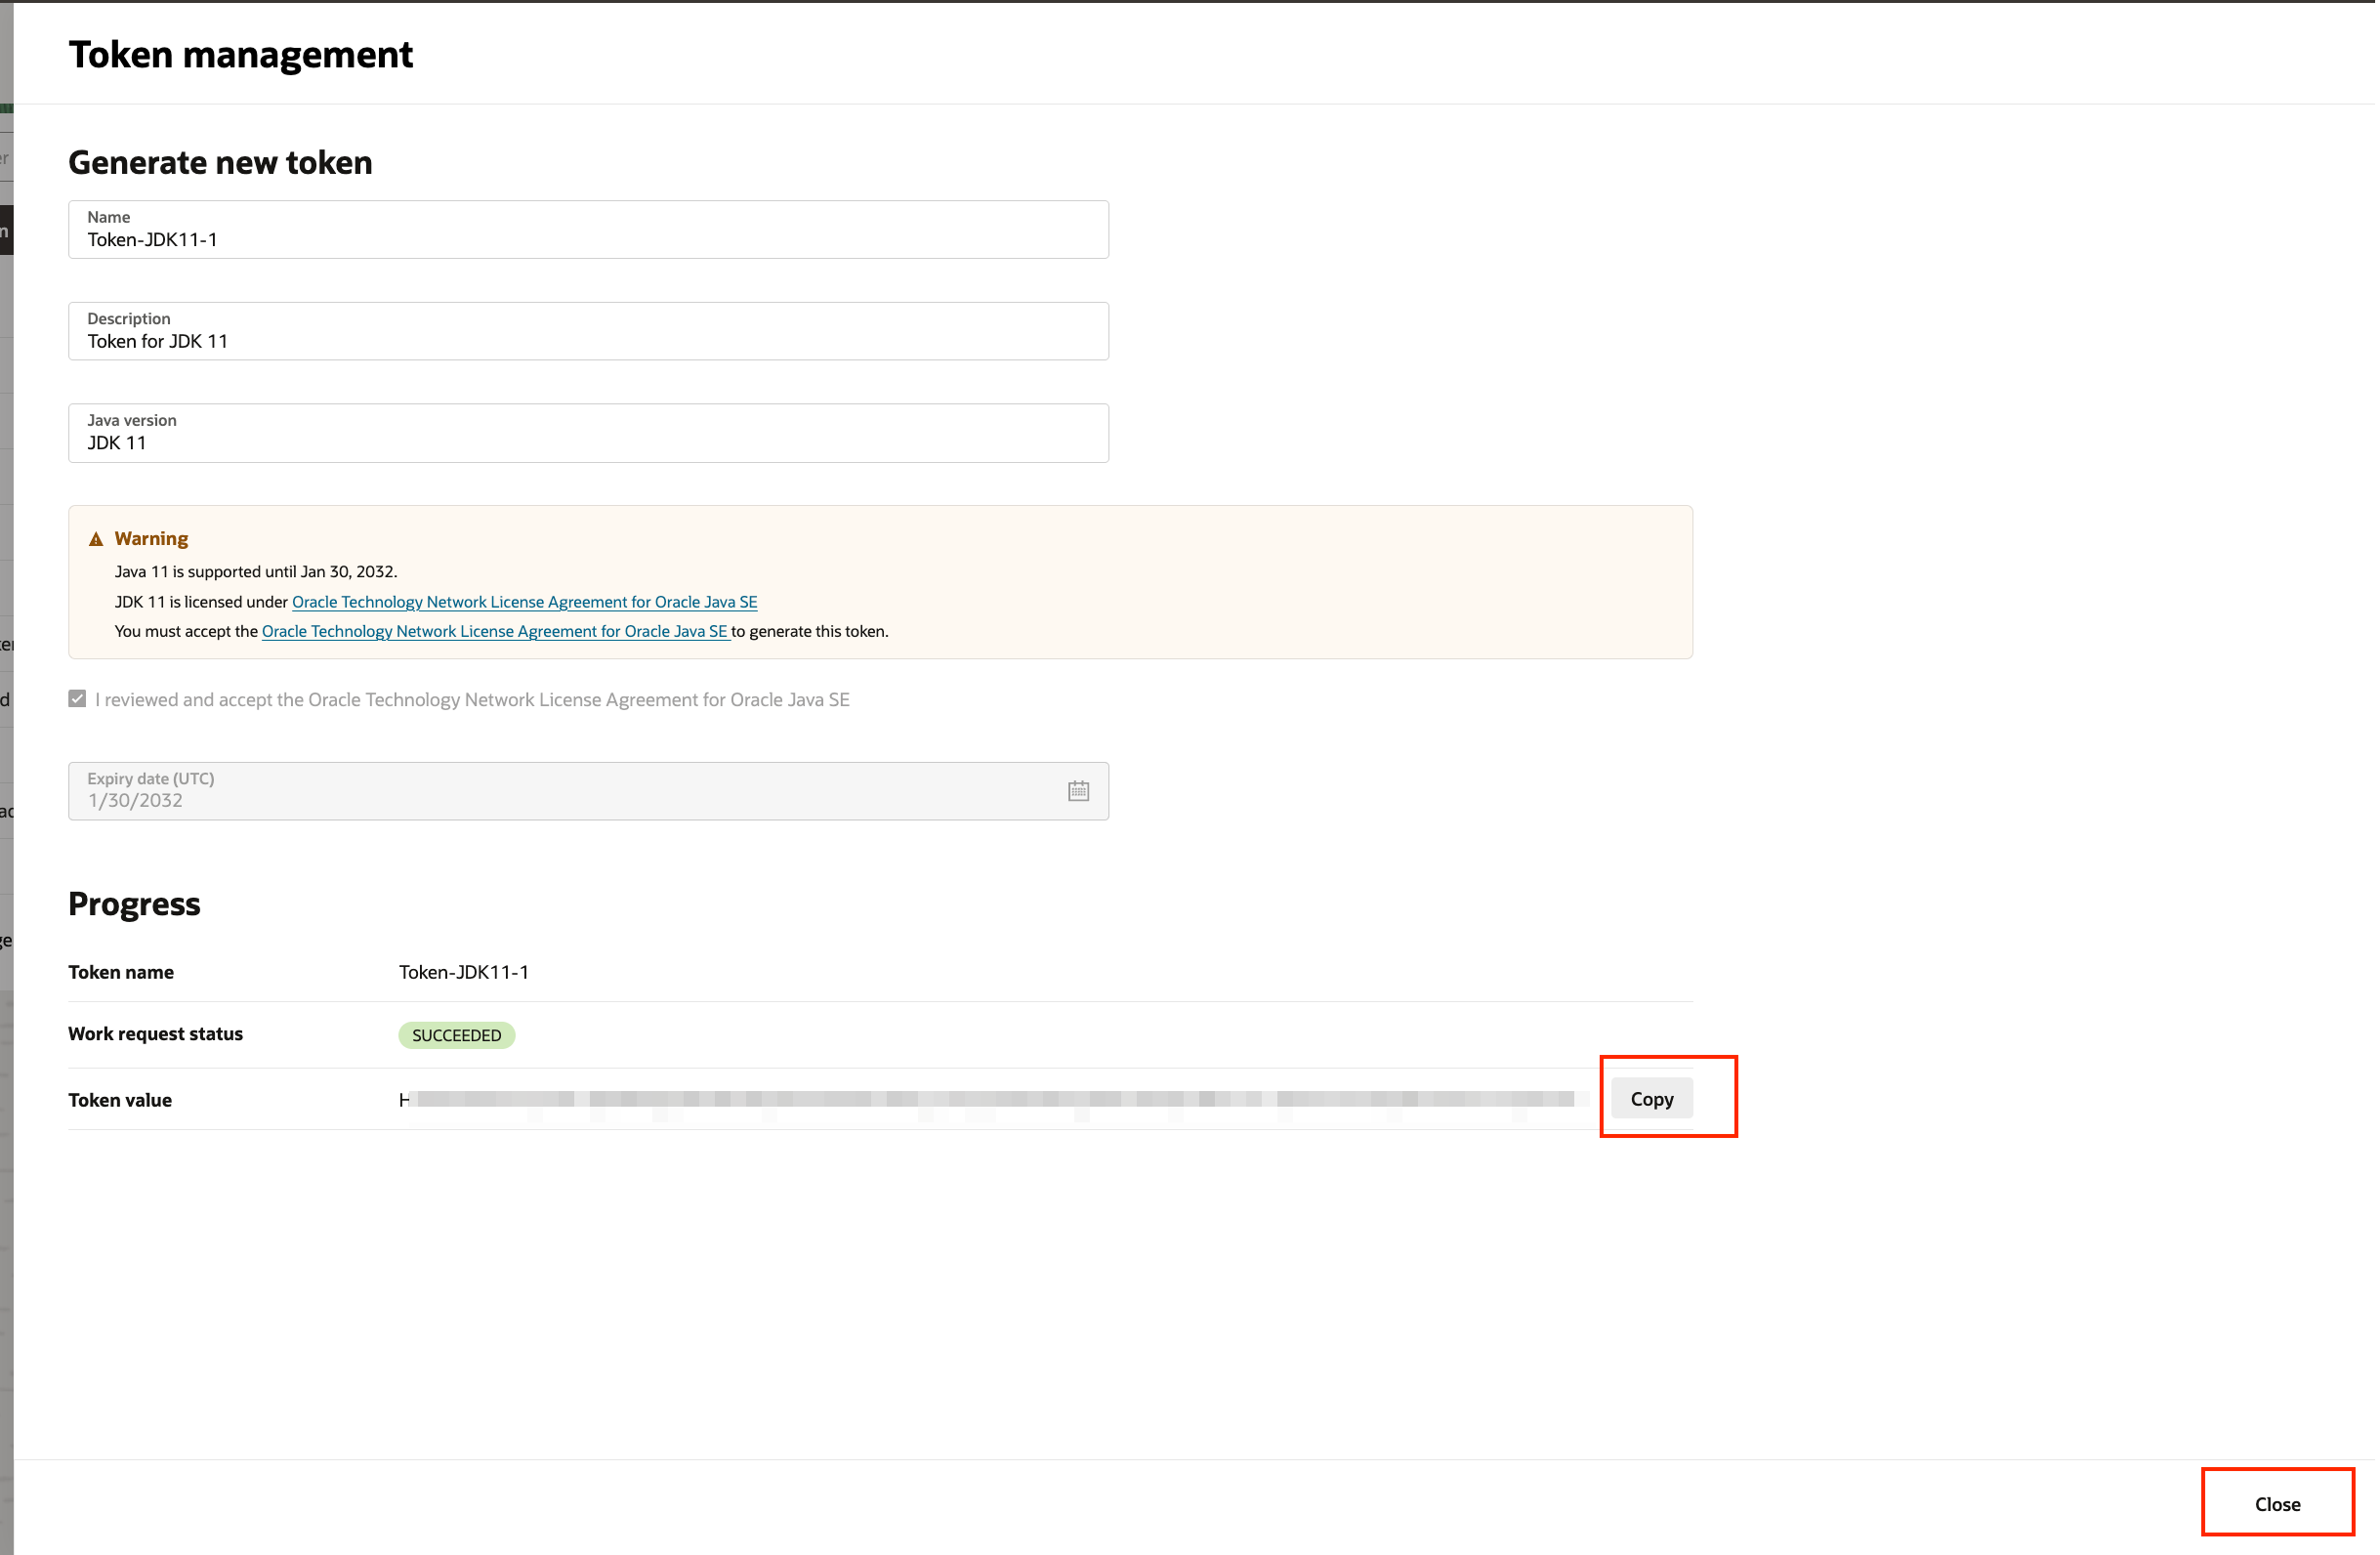 Token management
Generate new token
Name
Token-JDK11-1
Description
Token for JDK 11
Java version
JDK 11
Warning
Java 11 is supported until Jan 30, 2032.
JDK 11 is licensed under Oracle Technology Network License Agreement for Oracle Java SE
You must accept the Oracle Technology Network License Agreement for Oracle Java SE to generate this token.
I reviewed and accept the Oracle Technology Network License Agreement for Oracle Java SE
Expiry date (UTC)
1/30/2032
Progress
Token name Token-JDK11-1
Work request status SUCCEEDED
Token value H Copy
Close